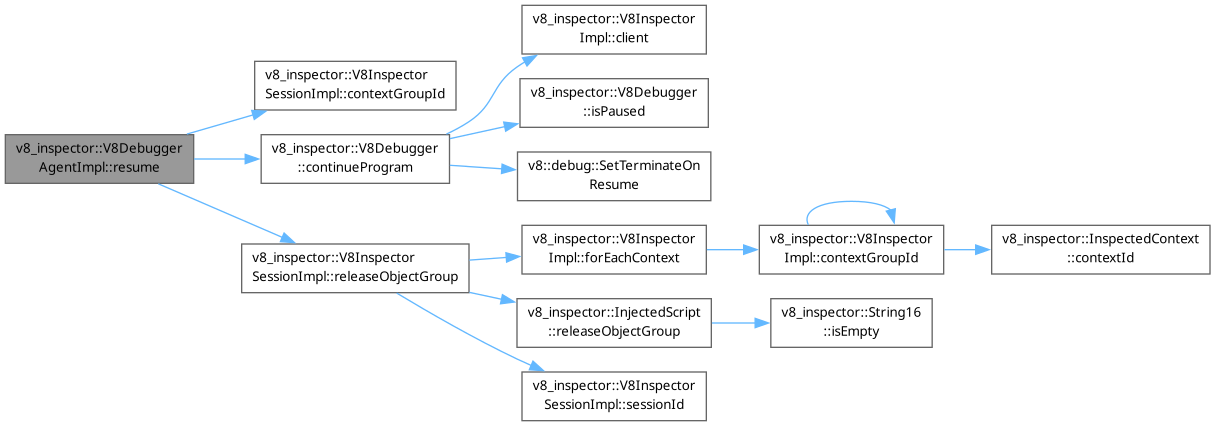 v8_inspector::V8Debugger
AgentImpl::resume
v8_inspector::V8Inspector
SessionImpl::contextGroupId
v8_inspector::V8Debugger
::continueProgram
v8_inspector::V8Inspector
Impl::client
v8_inspector::V8Debugger
::isPaused
v8::debug::SetTerminateOn
Resume
v8_inspector::V8Inspector
SessionImpl::releaseObjectGroup
v8_inspector::V8Inspector
Impl::forEachContext
v8_inspector::V8Inspector
Impl::contextGroupId
v8_inspector::InspectedContext
::contextId
v8_inspector::InjectedScript
::releaseObjectGroup
v8_inspector::String16
::isEmpty
v8_inspector::V8Inspector
SessionImpl::sessionId